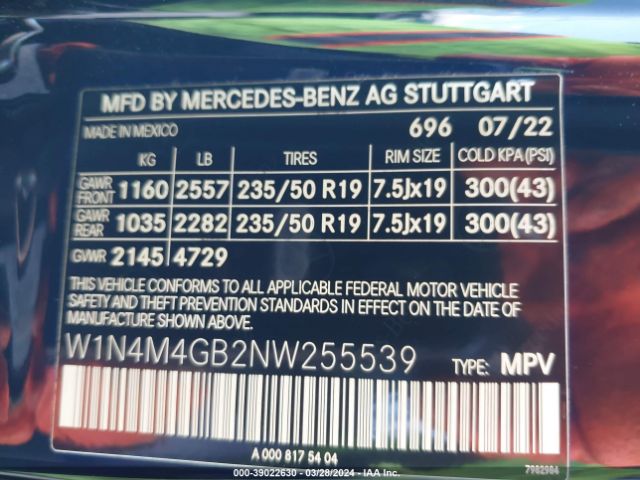 MFD BY MERCEDES-BENZ AG STUTTGART
MADE IN MEXICO 696 07/22
KG LB TIRES RIM SIZE COLD KPA(PSI)
GAWR FRONT 1160 2557 235/50 R19 7.5Jx19 300(43)
GAWR REAR 1035 2282 235/50 R19 7.5Jx19 300(43)
GVWR 2145 4729
THIS VEHICLE CONFORMS TO ALL APPLICABLE FEDERAL MOTOR VEHICLE
SAFETY AND THEFT PREVENTION STANDARDS IN EFFECT ON THE DATE OF
MANUFACTURE SHOWN ABOVE.
W1N4M4GB2NW255539 TYPE: MPV
A 000 817 54 04
7982984
000-39022630 - 03/28/2024 - IAA Inc.